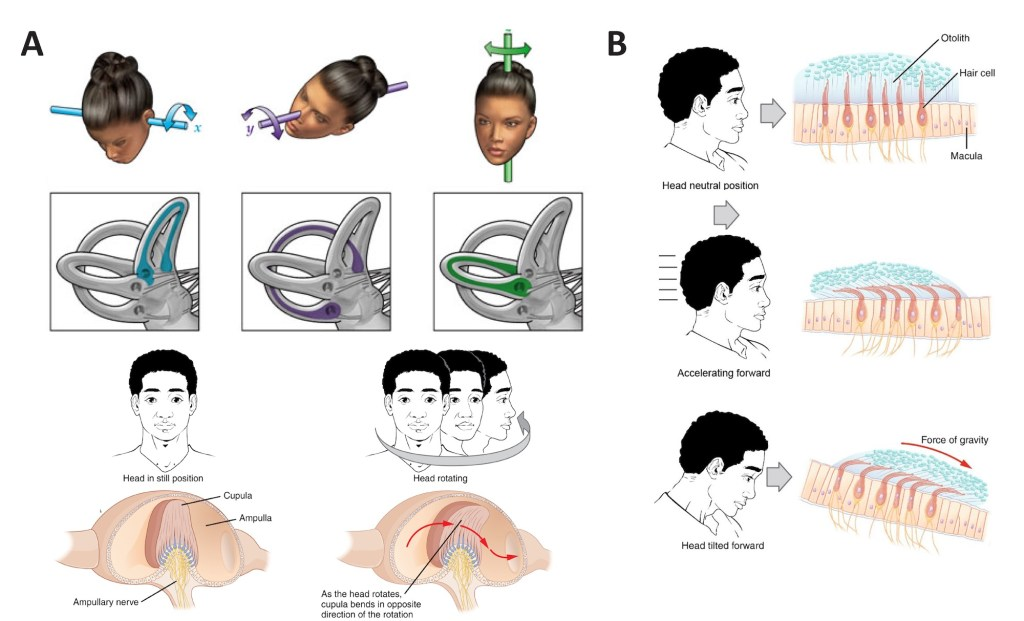 A
x
y
Head in still position
Head rotating
Cupula
Ampulla
Ampullary nerve
As the head rotates,
cupula bends in opposite
direction of the rotation
B
Otolith
Hair cell
Macula
Head neutral position
Accelerating forward
Force of gravity
Head tilted forward